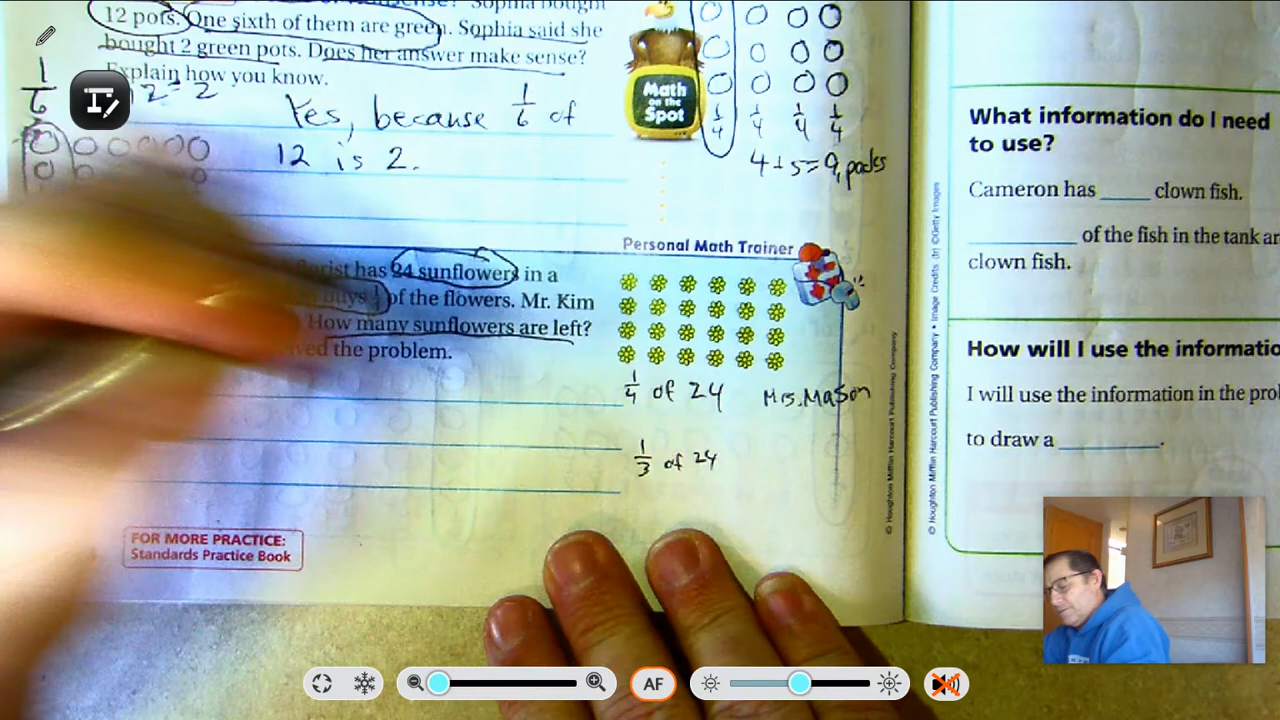 12 pots. One sixth of them are green. Sophia said she
bought 2 green pots. Does her answer make sense?
Explain how you know.
1/6
2 = 2
Yes, because 1/6 of
12 is 2.
Math
on the
Spot
1/4 1/4 1/4 1/4
4+5=9 packs
Personal Math Trainer
florist has 24 sunflowers in a
buys of the flowers. Mr. Kim
How many sunflowers are left?
the problem.
1/4 of 24 Mrs. Mason
1/3 of 24
FOR MORE PRACTICE:
Standards Practice Book
© Houghton Mifflin Harcourt Publishing Company
© Houghton Mifflin Harcourt Publishing Company • Image Credits: (tr) ©Getty Images
What information do I need
to use?
Cameron has ____ clown fish.
____ of the fish in the tank ar
clown fish.
How will I use the informatio
I will use the information in the pro
to draw a ____.
AF